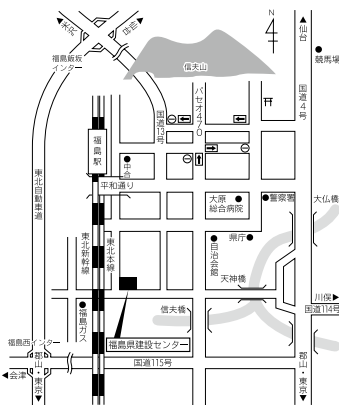 N
▲仙台
◀東京
仙台▶
福島飯坂
インター
信夫山
競馬場
国道4号
国道13号
パセオ470
福島駅
中合
平和通り
大原
総合病院
警察署
大仏橋
東北自動車道
東北新幹線
東北本線
県庁
自治会館
天神橋
川俣▶
国道114号
福島ガス
信夫橋
福島西インター
福島県建設センター
国道115号
◀会津
郡山・東京▼
郡山・東京▼